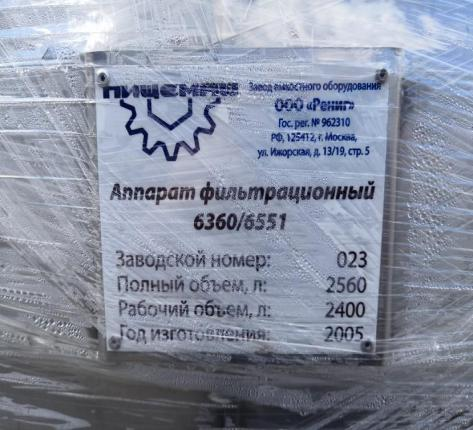 ПИЩЕМАШ
Завод емкостного оборудования
ООО «Рениг»
Гос. рег. № 962310
РФ, 125412, г. Москва,
ул. Ижорская, д. 13/19, стр. 5
Аппарат фильтрационный
6360/6551
Заводской номер: 023
Полный объем, л: 2560
Рабочий объем, л: 2400
Год изготовления: 2005